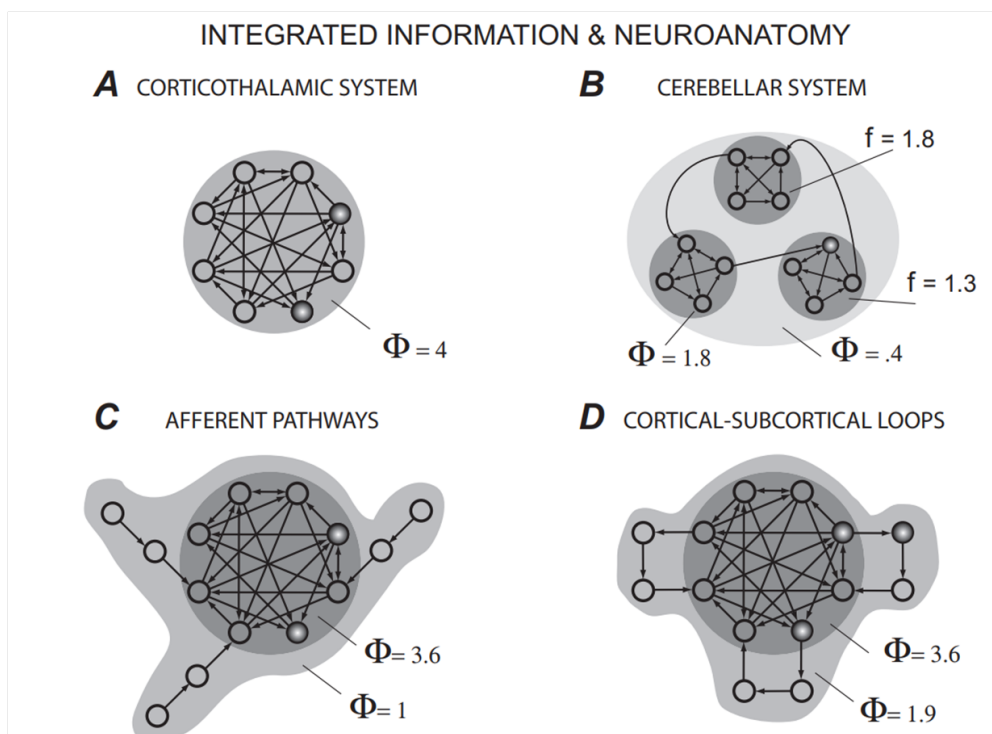 INTEGRATED INFORMATION & NEUROANATOMY
A CORTICOTHALAMIC SYSTEM
Φ = 4
B CEREBELLAR SYSTEM
f = 1.8
f = 1.3
Φ = 1.8
Φ = .4
C AFFERENT PATHWAYS
Φ= 3.6
Φ= 1
D CORTICAL-SUBCORTICAL LOOPS
Φ= 3.6
Φ= 1.9